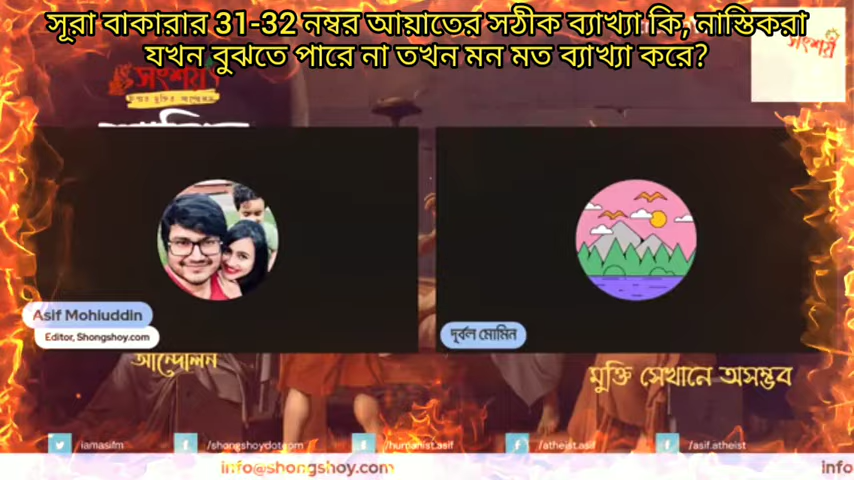 সূরা বাকারার 31-32 নম্বর আয়াতের সঠীক ব্যাখ্যা কি, নাস্তিকরা
যখন বুঝতে পারে না তখন মন মত ব্যাখ্যা করে?
সংশয়
সংশয়
Asif Mohiuddin
Editor, Shongshoy.com
দূর্বল মোমিন
আন্দোলন
মুক্তি সেখানে অসম্ভব
iamasifm
/shongshoydotcom
/humanist.asif
/atheist.asif
/asif.atheist
info@shongshoy.com
info